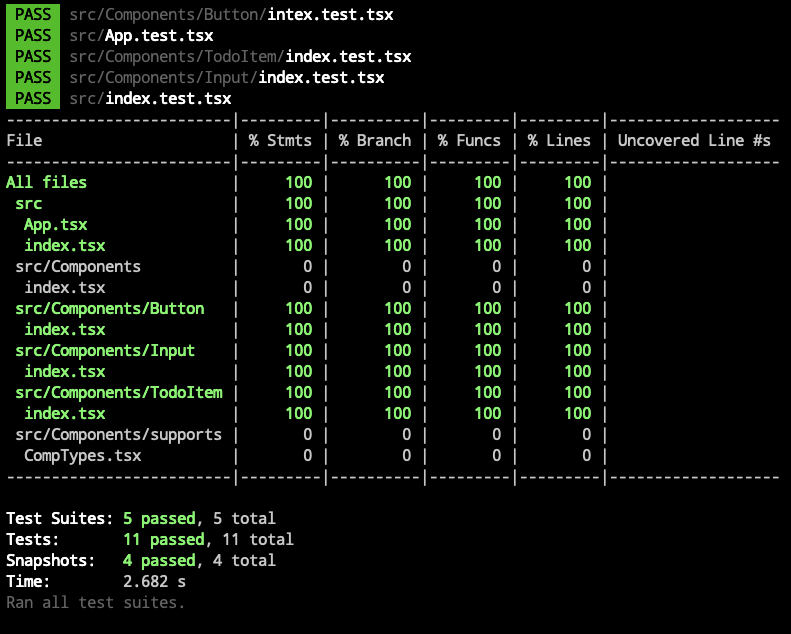 PASS src/Components/Button/intex.test.tsx
PASS src/App.test.tsx
PASS src/Components/TodoItem/index.test.tsx
PASS src/Components/Input/index.test.tsx
PASS src/index.test.tsx
-------------------------|---------|----------|---------|---------|-------------------
File                     | % Stmts | % Branch | % Funcs | % Lines | Uncovered Line #s
-------------------------|---------|----------|---------|---------|-------------------
All files                |     100 |      100 |     100 |     100 |
 src                     |     100 |      100 |     100 |     100 |
  App.tsx                |     100 |      100 |     100 |     100 |
  index.tsx              |     100 |      100 |     100 |     100 |
 src/Components          |       0 |        0 |       0 |       0 |
  index.tsx              |       0 |        0 |       0 |       0 |
 src/Components/Button   |     100 |      100 |     100 |     100 |
  index.tsx              |     100 |      100 |     100 |     100 |
 src/Components/Input    |     100 |      100 |     100 |     100 |
  index.tsx              |     100 |      100 |     100 |     100 |
 src/Components/TodoItem |     100 |      100 |     100 |     100 |
  index.tsx              |     100 |      100 |     100 |     100 |
 src/Components/supports |       0 |        0 |       0 |       0 |
  CompTypes.tsx          |       0 |        0 |       0 |       0 |
-------------------------|---------|----------|---------|---------|-------------------
Test Suites: 5 passed, 5 total
Tests:       11 passed, 11 total
Snapshots:   4 passed, 4 total
Time:        2.682 s
Ran all test suites.